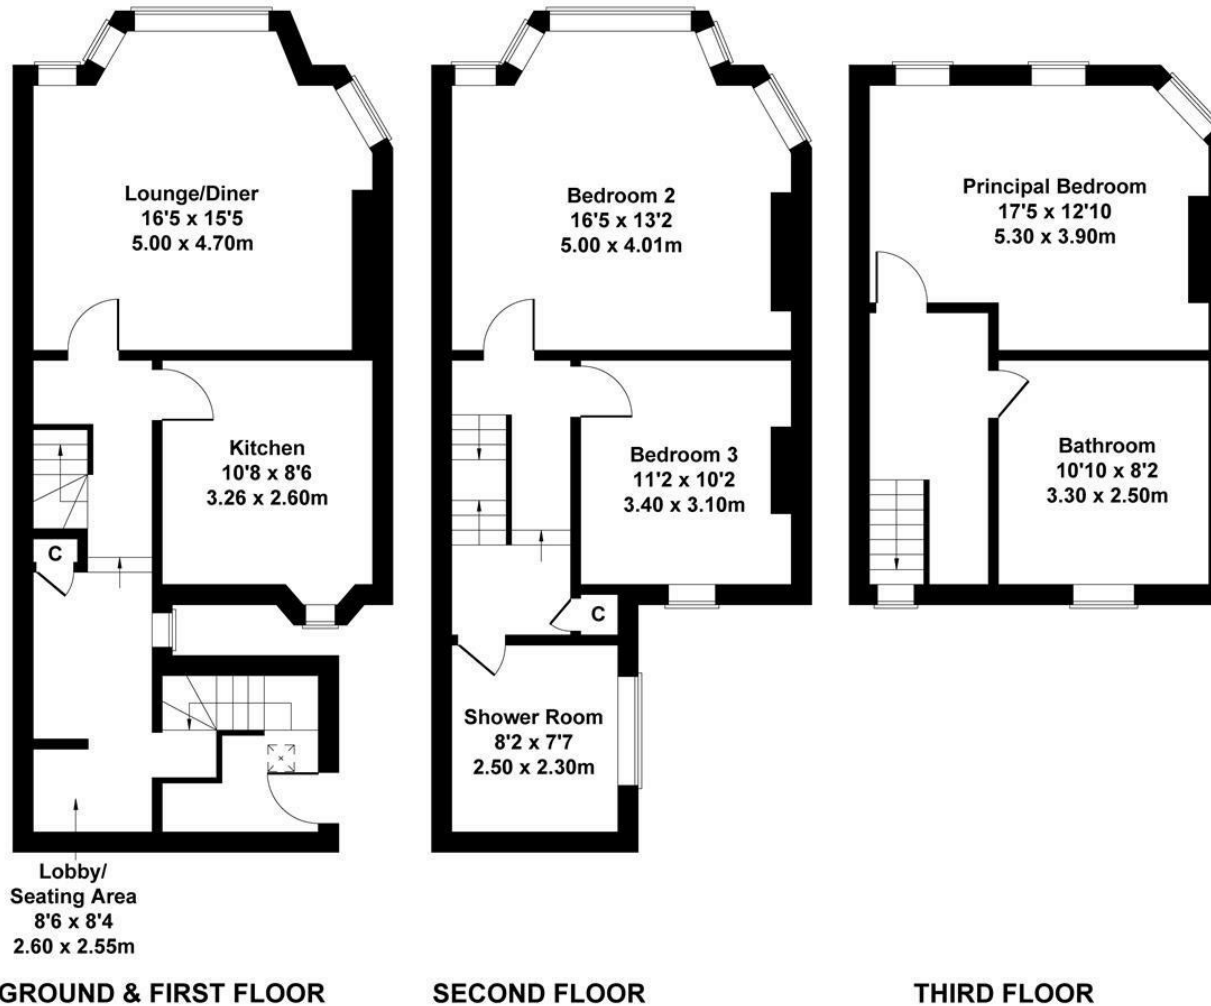 Lounge/Diner
16'5 x 15'5
5.00 x 4.70m
Kitchen
10'8 x 8'6
3.26 x 2.60m
C
Lobby/
Seating Area
8'6 x 8'4
2.60 x 2.55m
GROUND & FIRST FLOOR
Bedroom 2
16'5 x 13'2
5.00 x 4.01m
Bedroom 3
11'2 x 10'2
3.40 x 3.10m
C
Shower Room
8'2 x 7'7
2.50 x 2.30m
SECOND FLOOR
Principal Bedroom
17'5 x 12'10
5.30 x 3.90m
Bathroom
10'10 x 8'2
3.30 x 2.50m
THIRD FLOOR